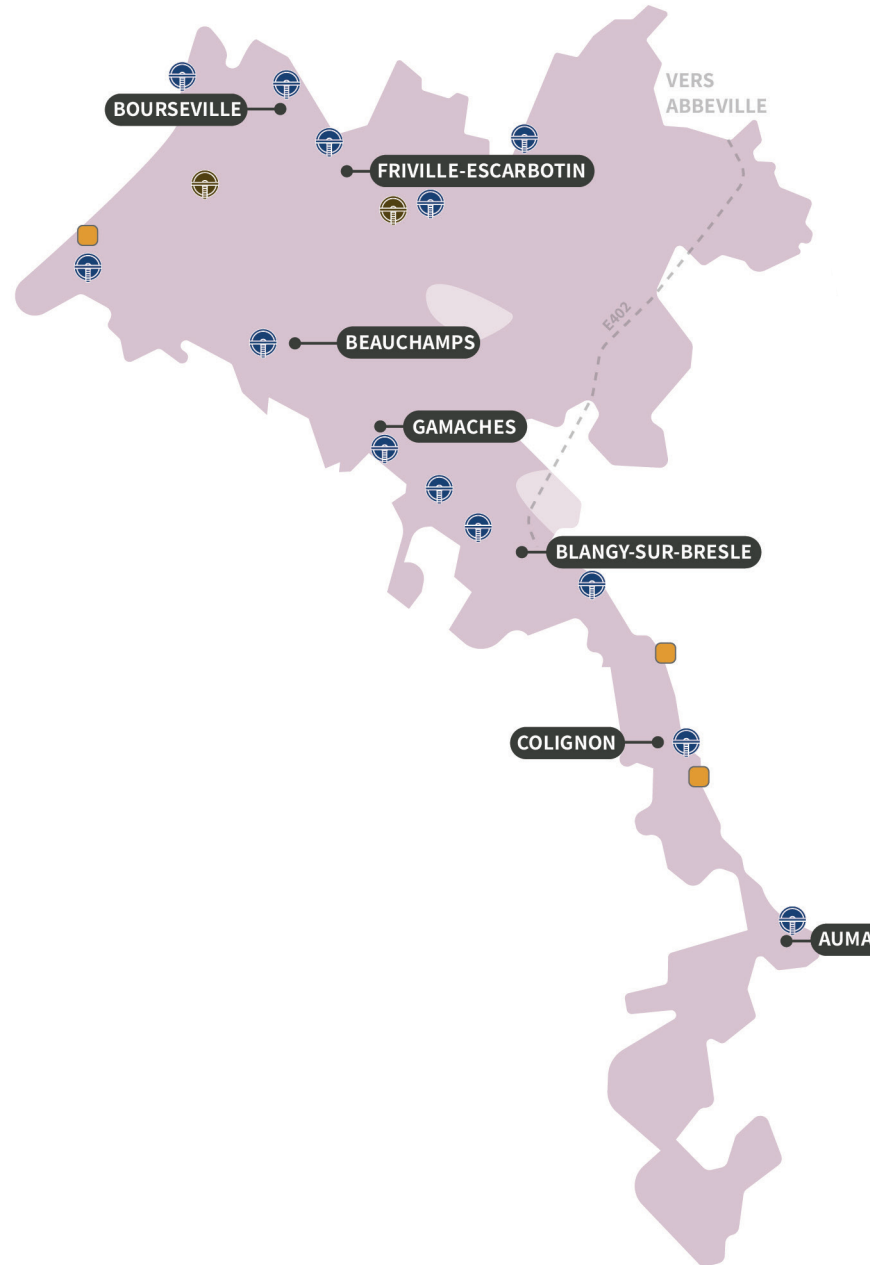 VERS
ABBEVILLE
BOURSEVILLE
FRIVILLE-ESCARBOTIN
E402
BEAUCHAMPS
GAMACHES
BLANGY-SUR-BRESLE
COLIGNON
AUMA